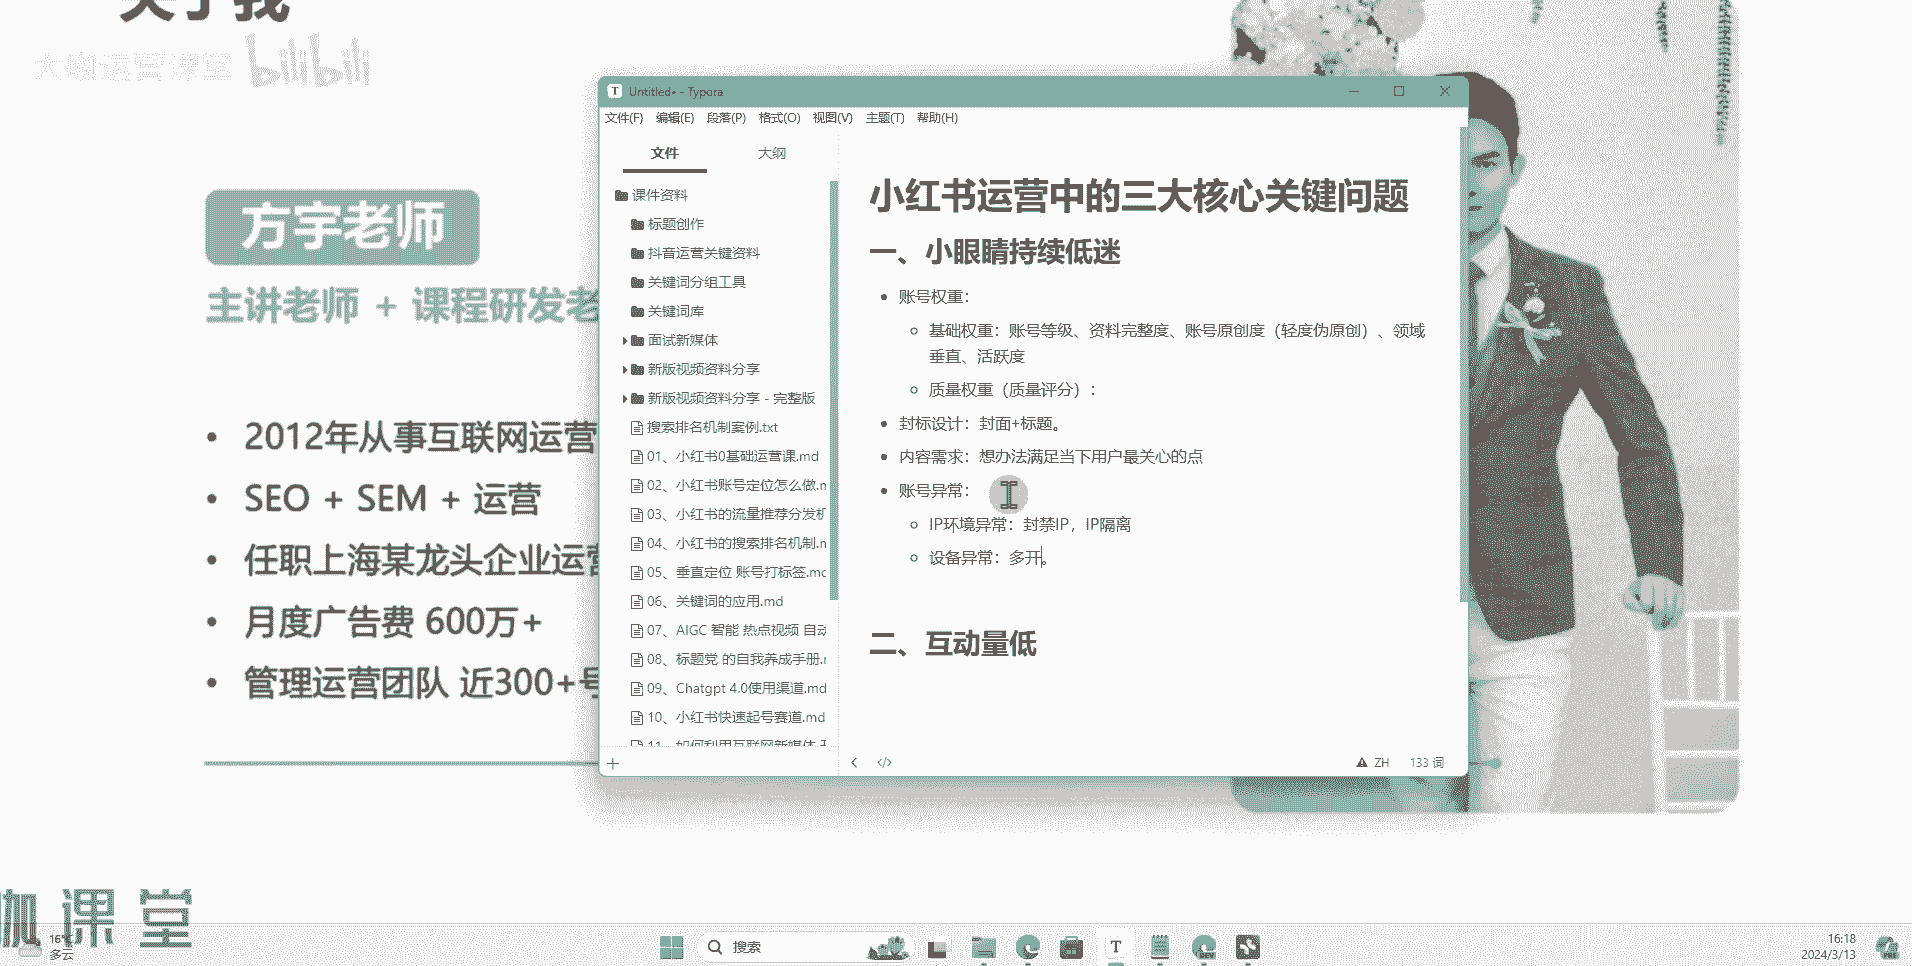 关于我
大咖运营课堂 bilibili
方宇老师
主讲老师 + 课程研发老
2012年从事互联网运营
SEO + SEM + 运营
任职上海某龙头企业运营
月度广告费 600万+
管理运营团队 近300+号
Untitled• - Typora
文件(F) 编辑(E) 段落(P) 格式(O) 视图(V) 主题(T) 帮助(H)
文件 大纲
课件资料
标题创作
抖音运营关键资料
关键词分组工具
关键词库
面试新媒体
新版视频资料分享
新版视频资料分享 - 完整版
搜索排名机制案例.txt
01、小红书0基础运营课.md
02、小红书账号定位怎么做.m
03、小红书的流量推荐分发机
04、小红书的搜索排名机制.m
05、垂直定位 账号打标签.md
06、关键词的应用.md
07、AIGC 智能 热点视频 自动
08、标题党 的自我养成手册.m
09、Chatgpt 4.0使用渠道.md
10、小红书快速起号赛道.md
11、如何利用互联网新媒体
小红书运营中的三大核心关键问题
一、小眼睛持续低迷
账号权重：
基础权重：账号等级、资料完整度、账号原创度（轻度伪原创）、领域
垂直、活跃度
质量权重（质量评分）：
封标设计：封面+标题。
内容需求：想办法满足当下用户最关心的点
账号异常：
IP环境异常：封禁IP，IP隔离
设备异常：多开。
二、互动量低
ZH 133 词
咖课堂
16°C
多云
搜索
16:18
2024/3/13